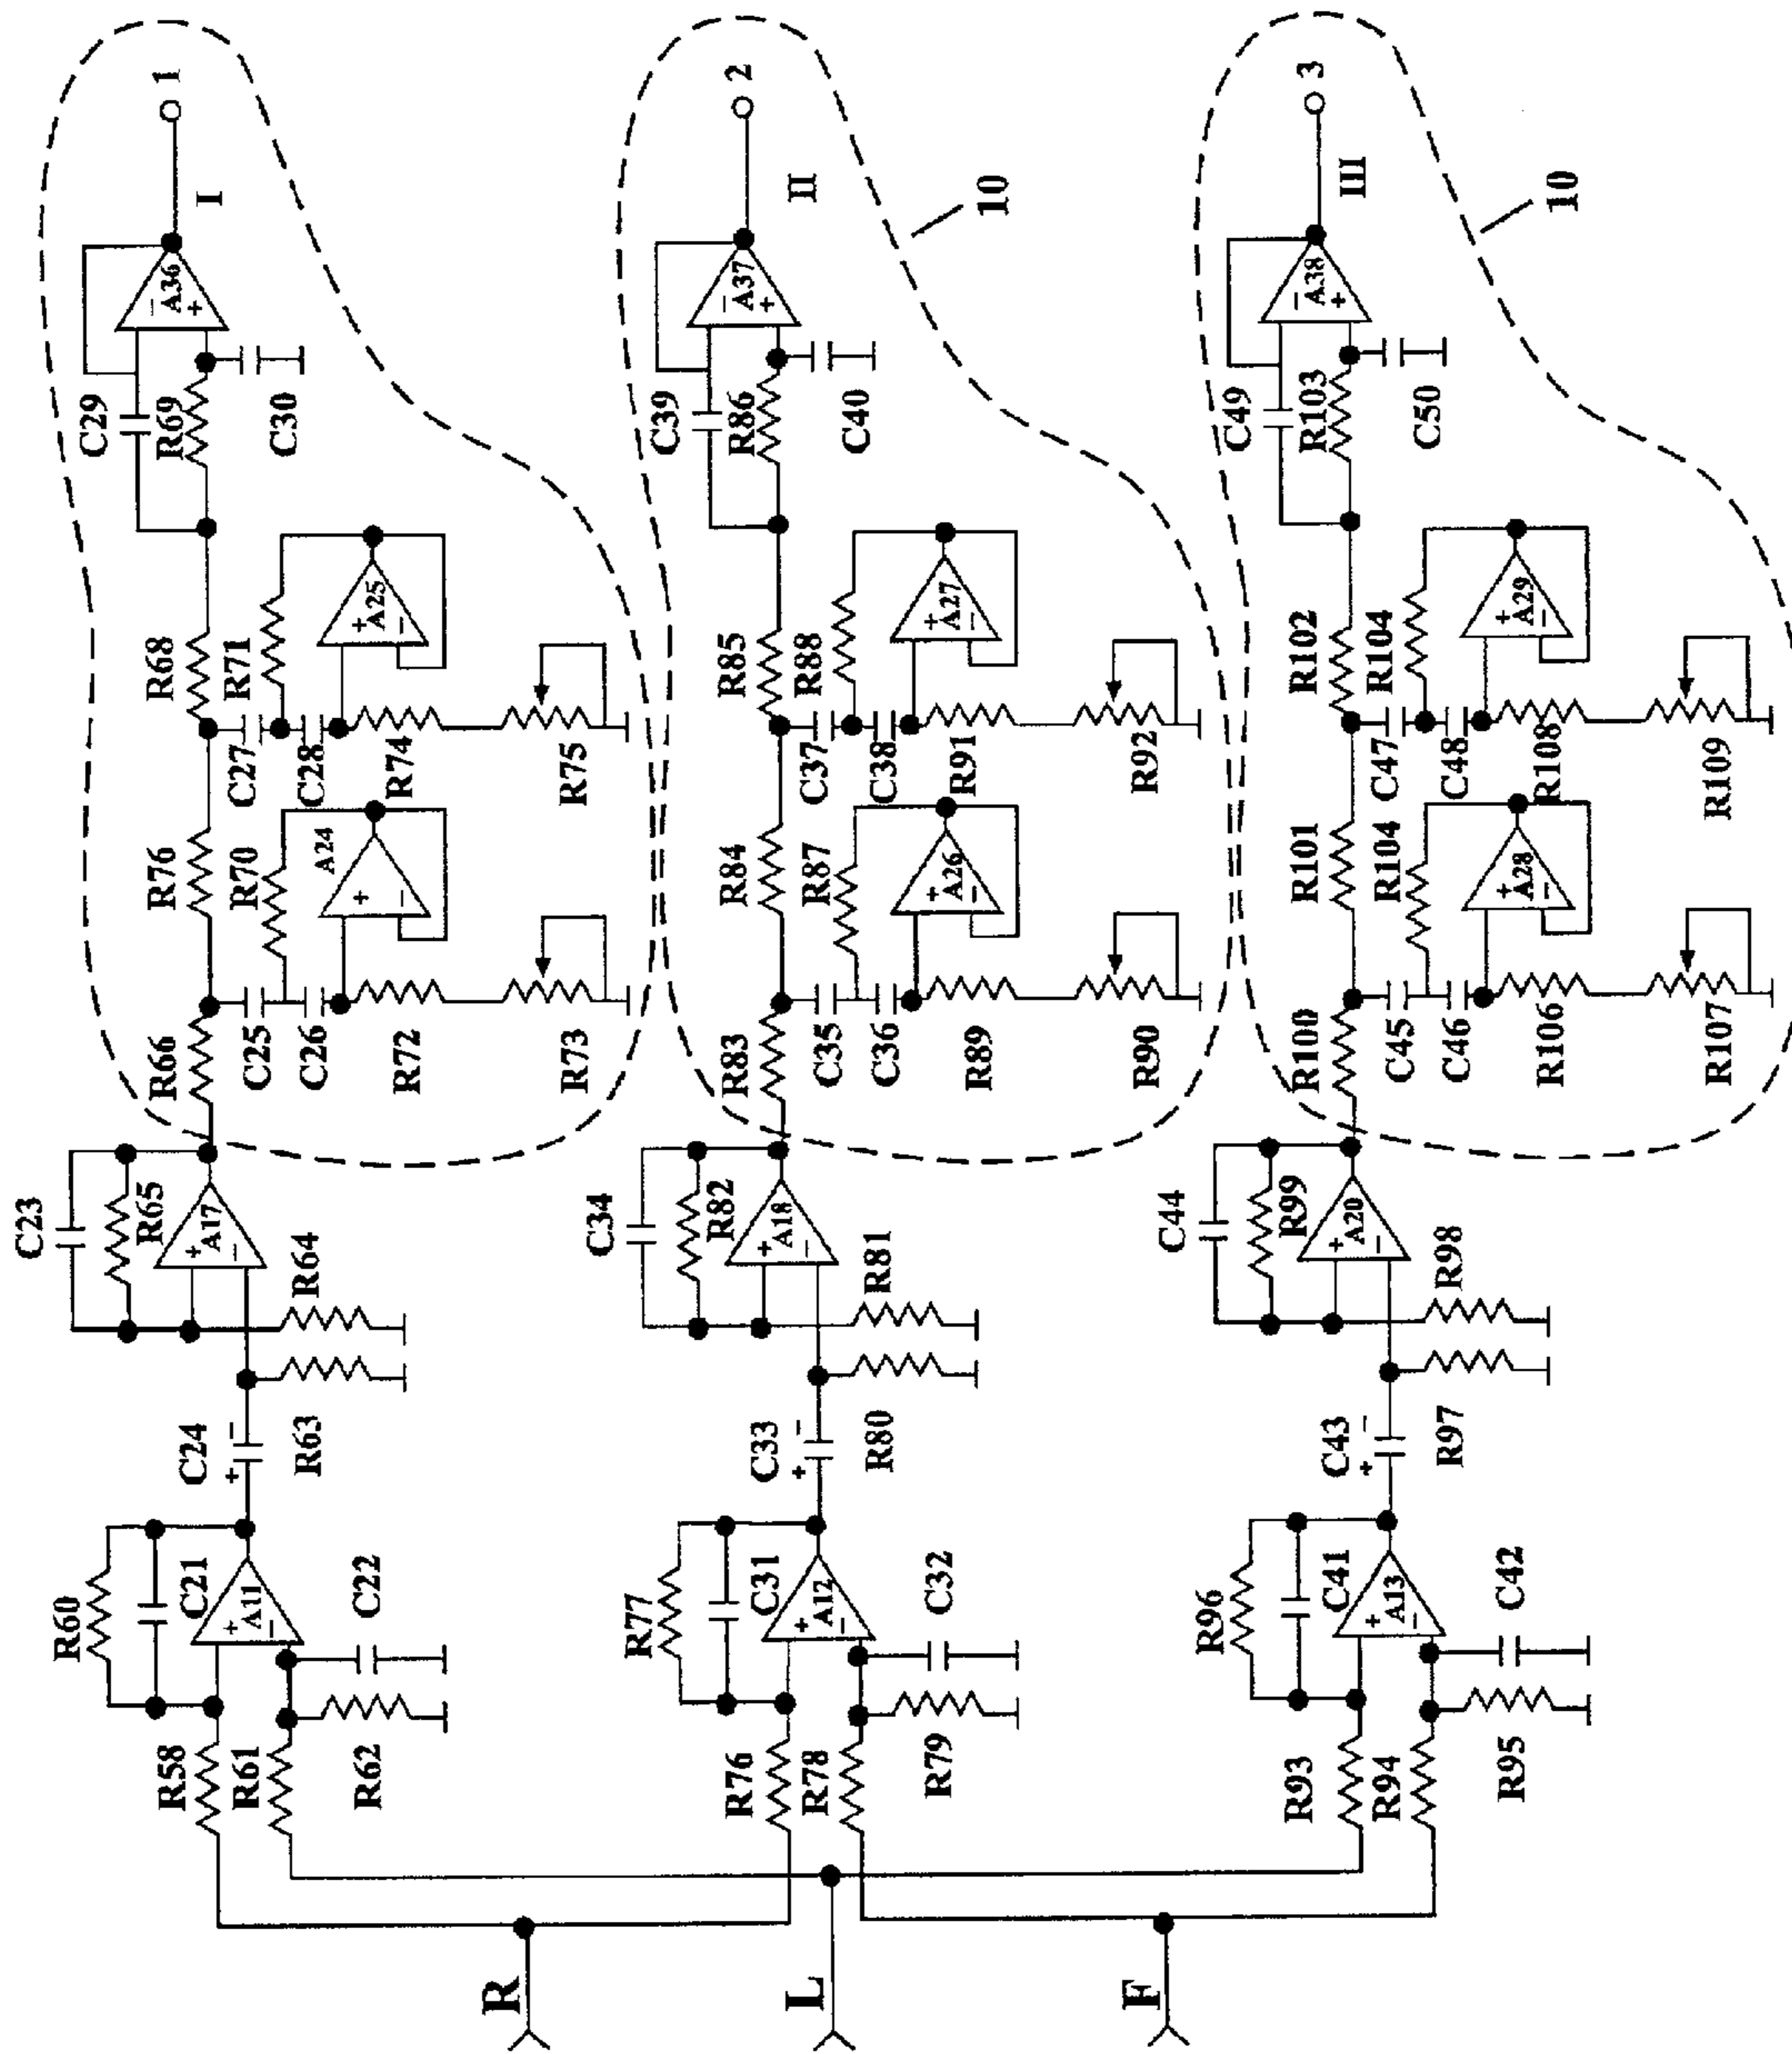 C23
R65
+
A17
−
R64
C24
+
−
R63
R60
C21
+
A11
−
C22
R58
R61
R62
R66
C25
C26
R72
R73
R76
R70
A24
+
−
R68
C27
C28
R71
+
A25
−
R74
R75
C29
R69
C30
−
A36
+
1
I
C34
R82
+
A18
−
R81
C33
+
−
R80
R77
C31
+
A12
−
C32
R76
R78
R79
R83
C35
C36
R89
R90
R84
R87
+
A26
−
R85
C37
C38
R88
+
A27
−
R91
R92
C39
R86
C40
−
A37
+
2
II
10
C44
R99
+
A20
−
R98
C43
+
−
R97
R96
C41
+
A13
−
C42
R93
R94
R95
R100
C45
C46
R106
R107
R101
R104
+
A28
−
R102
C47
C48
R104
+
A29
−
R108
R109
C49
R103
C50
−
A38
+
3
III
10
R
L
F